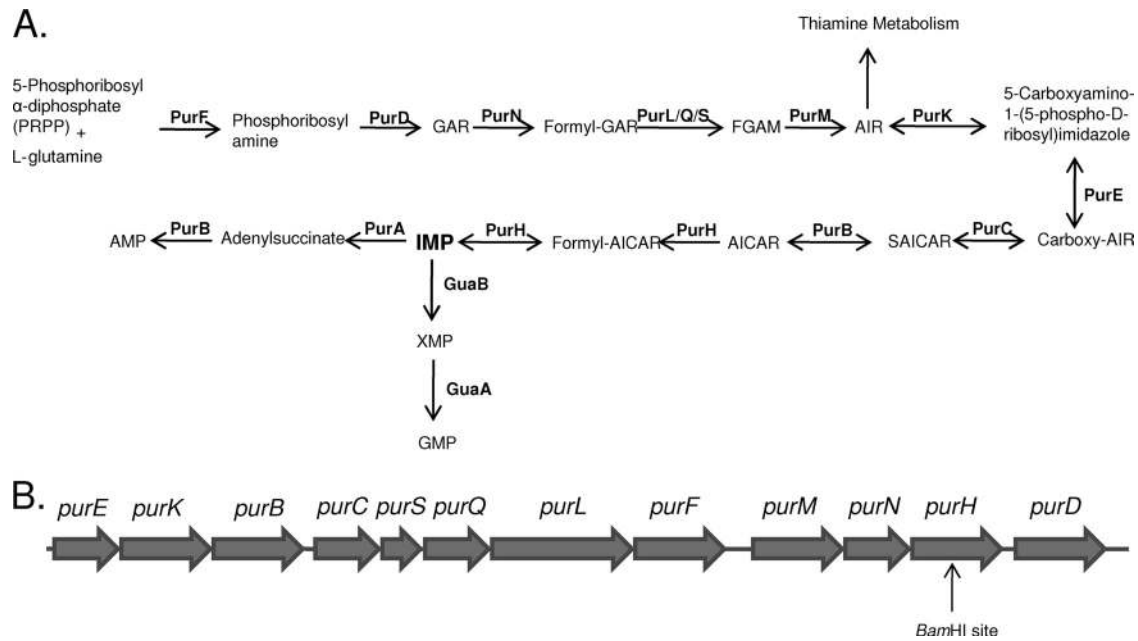 A.
Thiamine Metabolism
5-Phosphoribosyl
α-diphosphate
(PRPP) +
L-glutamine
PurF
Phosphoribosyl
amine
PurD
GAR
PurN
Formyl-GAR
PurL/Q/S
FGAM
PurM
AIR
PurK
5-Carboxyamino-
1-(5-phospho-D-
ribosyl)imidazole
PurE
AMP
PurB
Adenylsuccinate
PurA
IMP
PurH
Formyl-AICAR
PurH
AICAR
PurB
SAICAR
PurC
Carboxy-AIR
GuaB
XMP
GuaA
GMP
B.
purE purK purB purC purS purQ purL purF purM purN purH purD
BamHI site